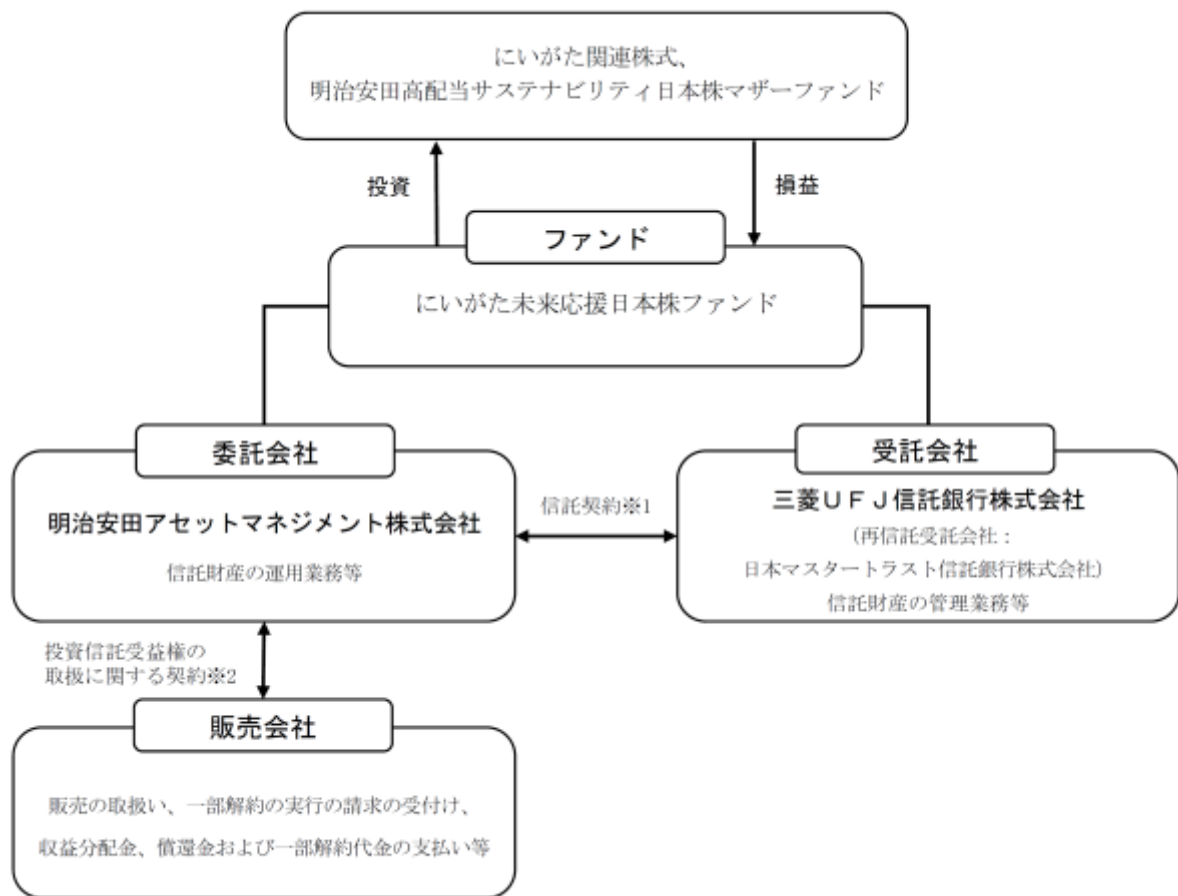 にいがた関連株式、
明治安田高配当サステナビリティ日本株マザーファンド
投資
損益
ファンド
にいがた未来応援日本株ファンド
委託会社
明治安田アセットマネジメント株式会社
信託財産の運用業務等
信託契約※1
受託会社
三菱ＵＦＪ信託銀行株式会社
（再信託受託会社：
日本マスタートラスト信託銀行株式会社）
信託財産の管理業務等
投資信託受益権の
取扱に関する契約※2
販売会社
販売の取扱い、一部解約の実行の請求の受付け、
収益分配金、償還金および一部解約代金の支払い等